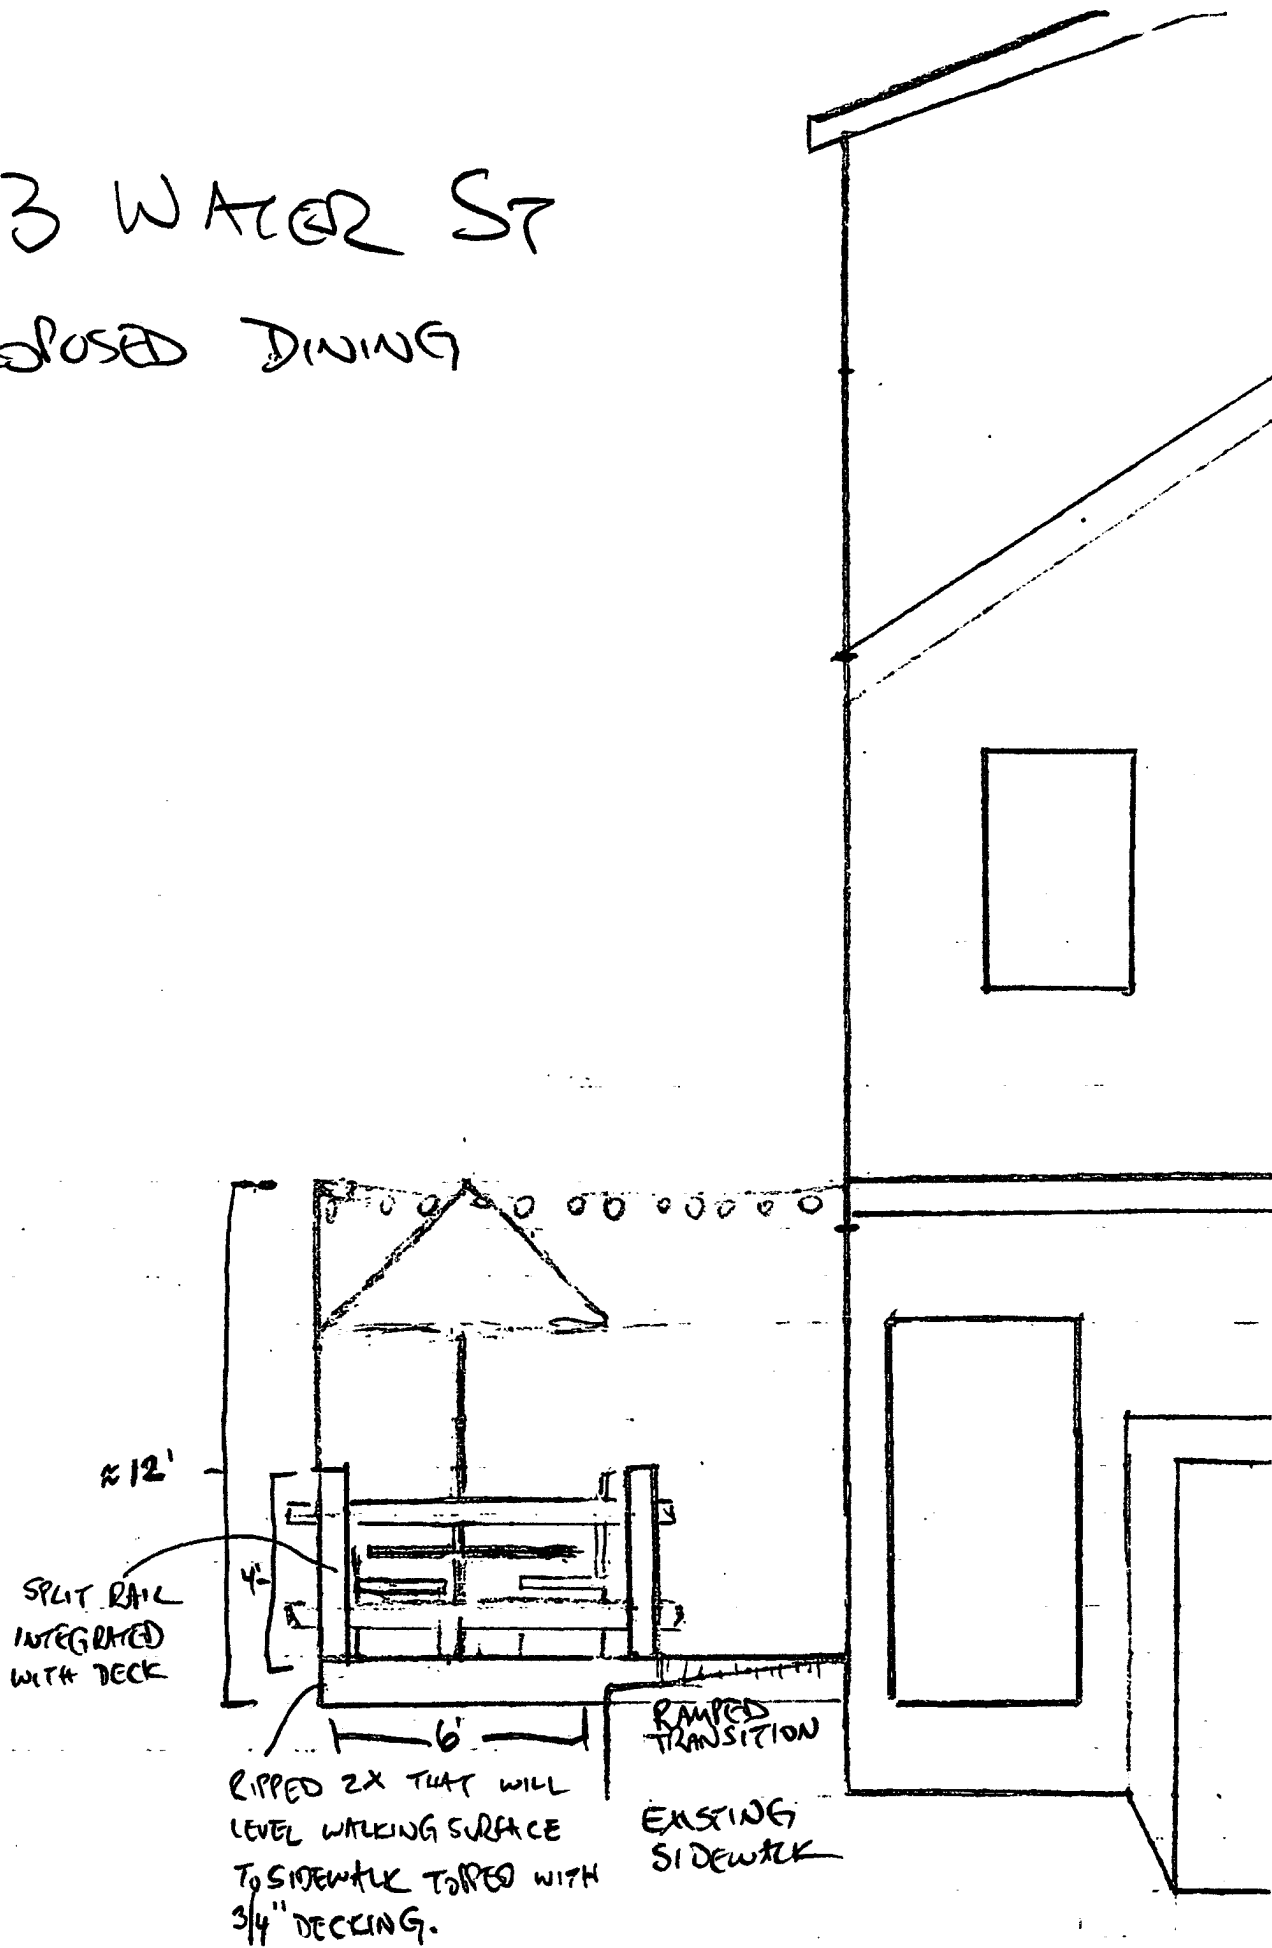 3 WATER ST
OPOSED DINING
≈ 12'
4'
SPLIT RAIL
INTEGRATED
WITH DECK
6'
RAMPED
TRANSITION
RIPPED 2X THAT WILL
LEVEL WALKING SURFACE
TO SIDEWALK TOPPED WITH
3/4" DECKING.
EXISTING
SIDEWALK